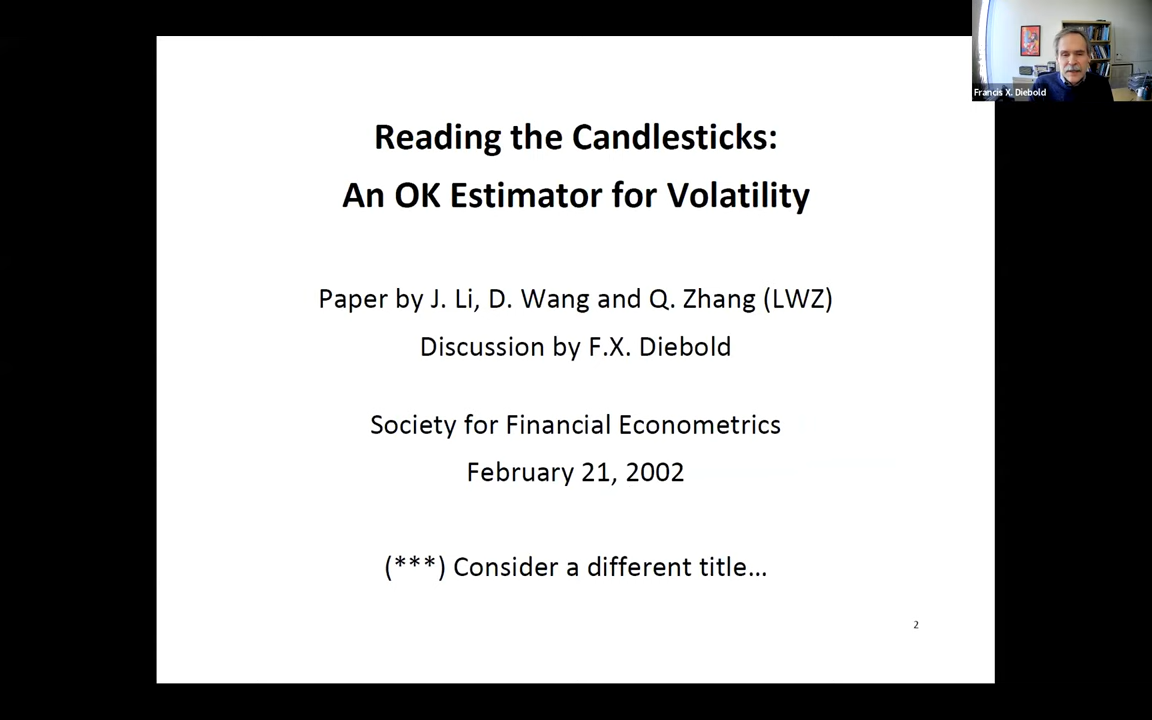 Francis X. Diebold
Reading the Candlesticks:
An OK Estimator for Volatility
Paper by J. Li, D. Wang and Q. Zhang (LWZ)
Discussion by F.X. Diebold
Society for Financial Econometrics
February 21, 2002
(***) Consider a different title...
2